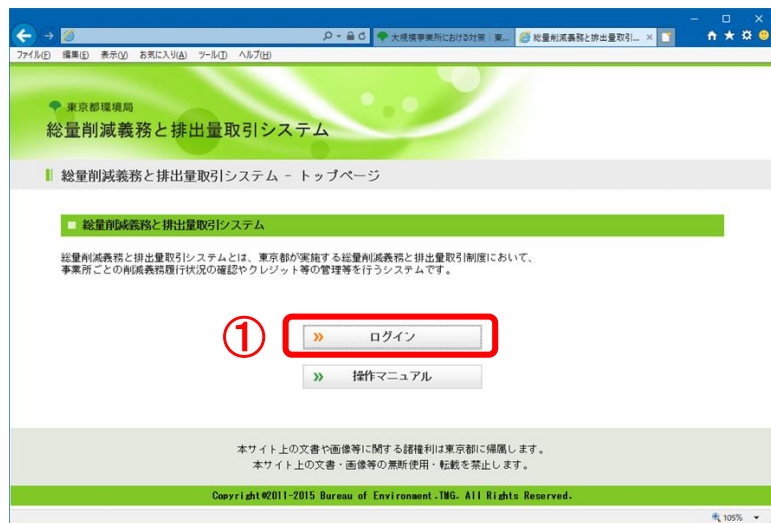 大規模事業所における対策｜東...
総量削減義務と排出量取引...
ファイル(F) 編集(E) 表示(V) お気に入り(A) ツール(T) ヘルプ(H)
東京都環境局
総量削減義務と排出量取引システム
総量削減義務と排出量取引システム － トップページ
総量削減義務と排出量取引システム
総量削減義務と排出量取引システムとは、東京都が実施する総量削減義務と排出量取引制度において、
事業所ごとの削減義務履行状況の確認やクレジット等の管理等を行うシステムです。
① ログイン
操作マニュアル
本サイト上の文書や画像等に関する諸権利は東京都に帰属します。
本サイト上の文書・画像等の無断使用・転載を禁止します。
Copyright©2011-2015 Bureau of Environment.TMG. All Rights Reserved.
105%